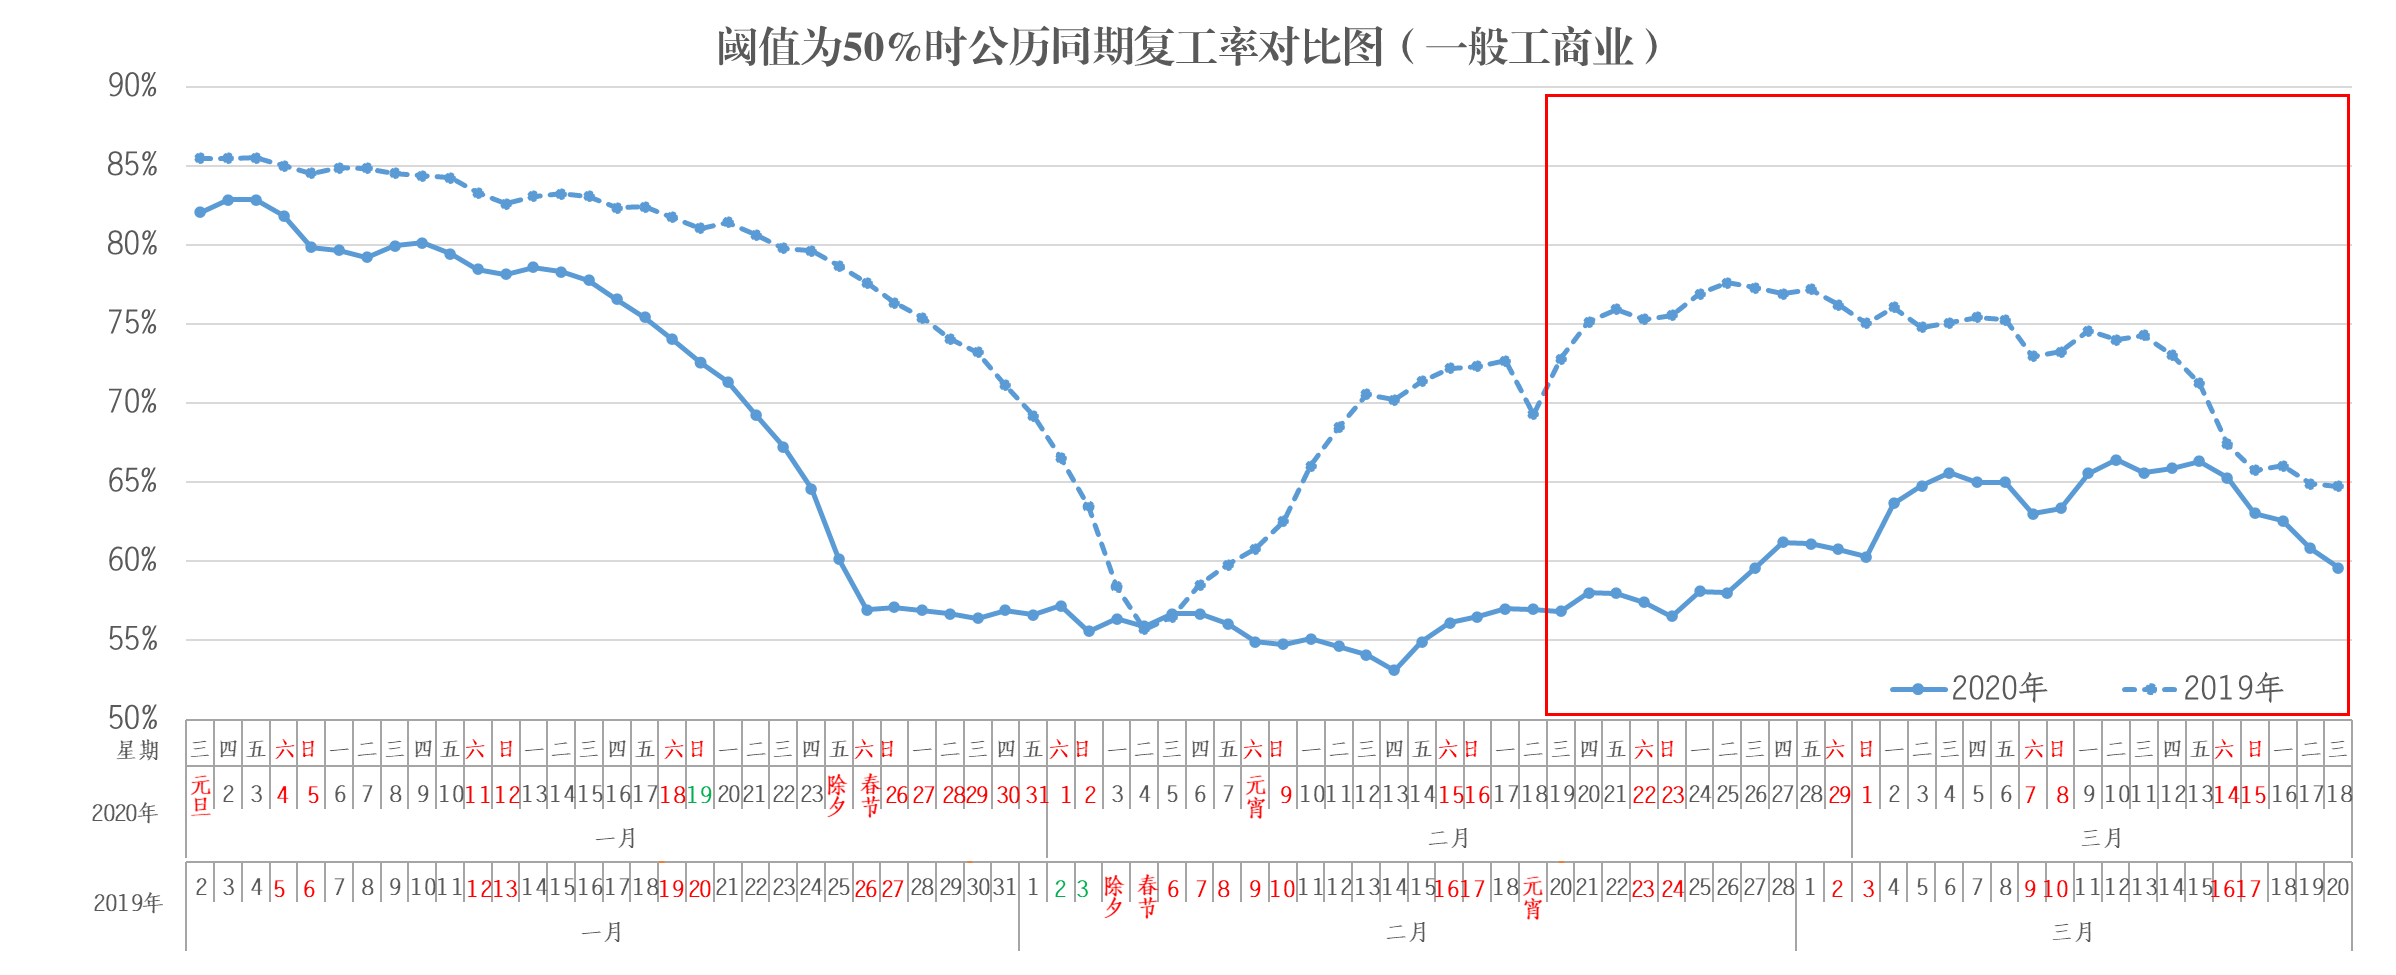 阈值为50%时公历同期复工率对比图（一般工商业）
90%
85%
80%
75%
70%
65%
60%
55%
50%
2020年 2019年
星期 三 四 五 六 日 一 二 三 四 五 六 日 一 二 三 四 五 六 日 一 二 三 四 五 六 日 一 二 三 四 五 六 日 一 二 三 四 五 六 日 一 二 三 四 五 六 日 一 二 三 四 五 六 日 一 二 三 四 五 六 日 一 二 三 四 五 六 日 一 二 三 四 五 六 日 一 二 三
2020年 元旦 2 3 4 5 6 7 8 9 10 11 12 13 14 15 16 17 18 19 20 21 22 23 除夕 春节 26 27 28 29 30 31 1 2 3 4 5 6 7 元宵 9 10 11 12 13 14 15 16 17 18 19 20 21 22 23 24 25 26 27 28 29 1 2 3 4 5 6 7 8 9 10 11 12 13 14 15 16 17 18
一月 二月 三月
2019年 2 3 4 5 6 7 8 9 10 11 12 13 14 15 16 17 18 19 20 21 22 23 24 25 26 27 28 29 30 31 1 2 3 除夕 春节 6 7 8 9 10 11 12 13 14 15 16 17 18 元宵 20 21 22 23 24 25 26 27 28 1 2 3 4 5 6 7 8 9 10 11 12 13 14 15 16 17 18 19 20
一月 二月 三月